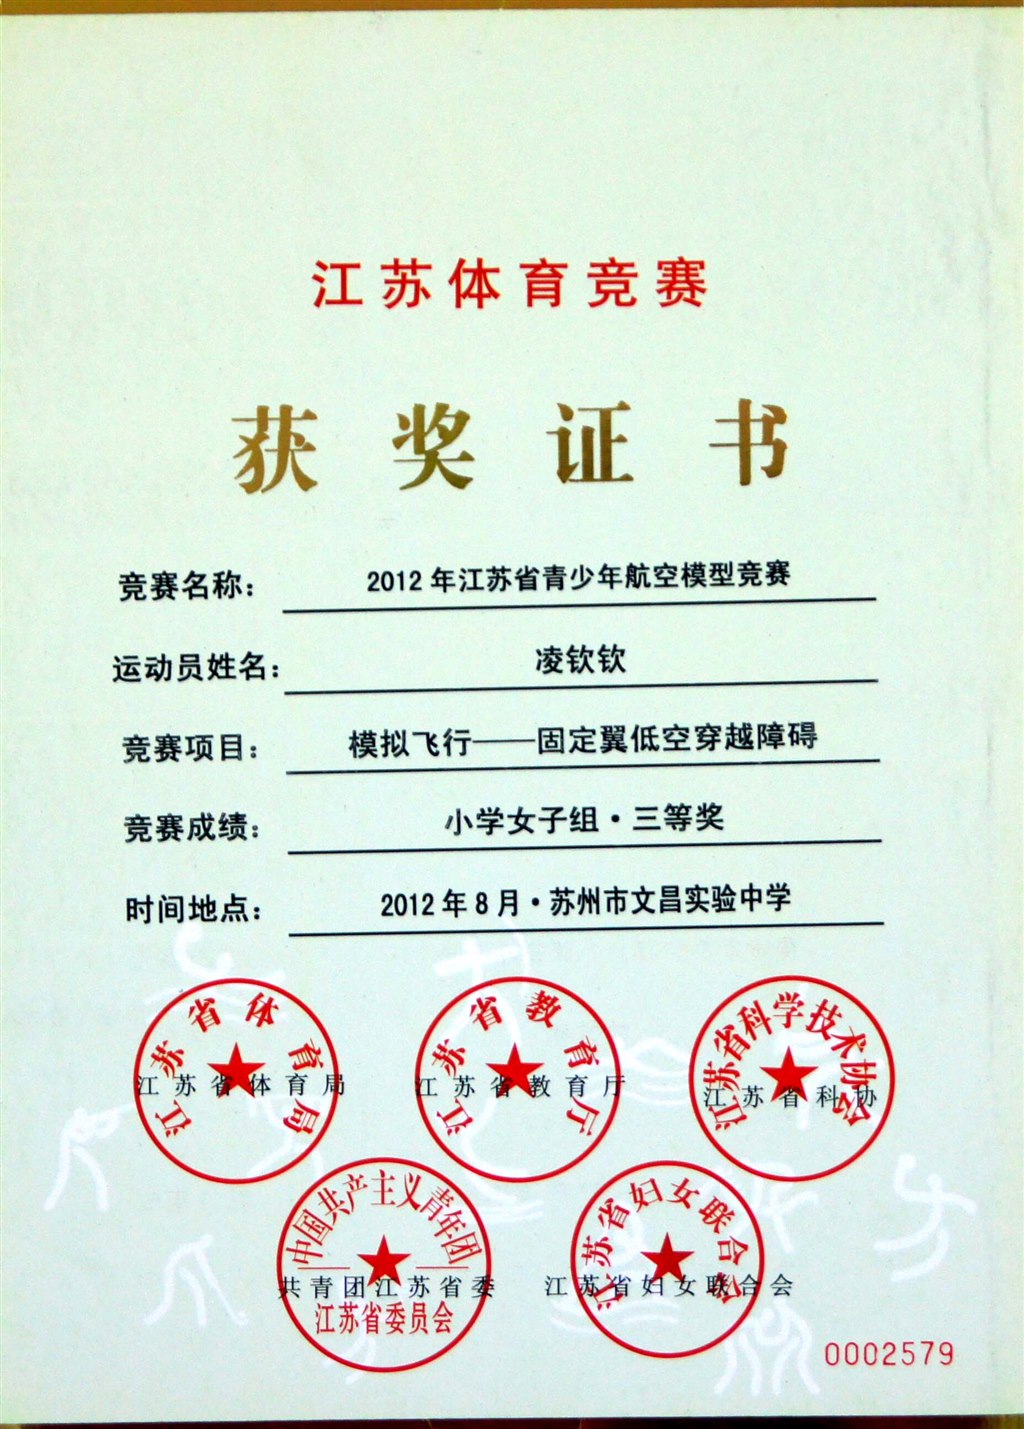 江苏体育竞赛
获奖证书
竞赛名称： 2012年江苏省青少年航空模型竞赛
运动员姓名： 凌钦钦
竞赛项目： 模拟飞行——固定翼低空穿越障碍
竞赛成绩： 小学女子组·三等奖
时间地点： 2012年8月·苏州市文昌实验中学
江苏省体育局
江苏省体育局
江苏省教育厅
江苏省教育厅
江苏省科学技术协会
江苏省科协
中国共产主义青年团
共青团江苏省委
江苏省委员会
江苏省妇女联合会
江苏省妇女联合会
0002579